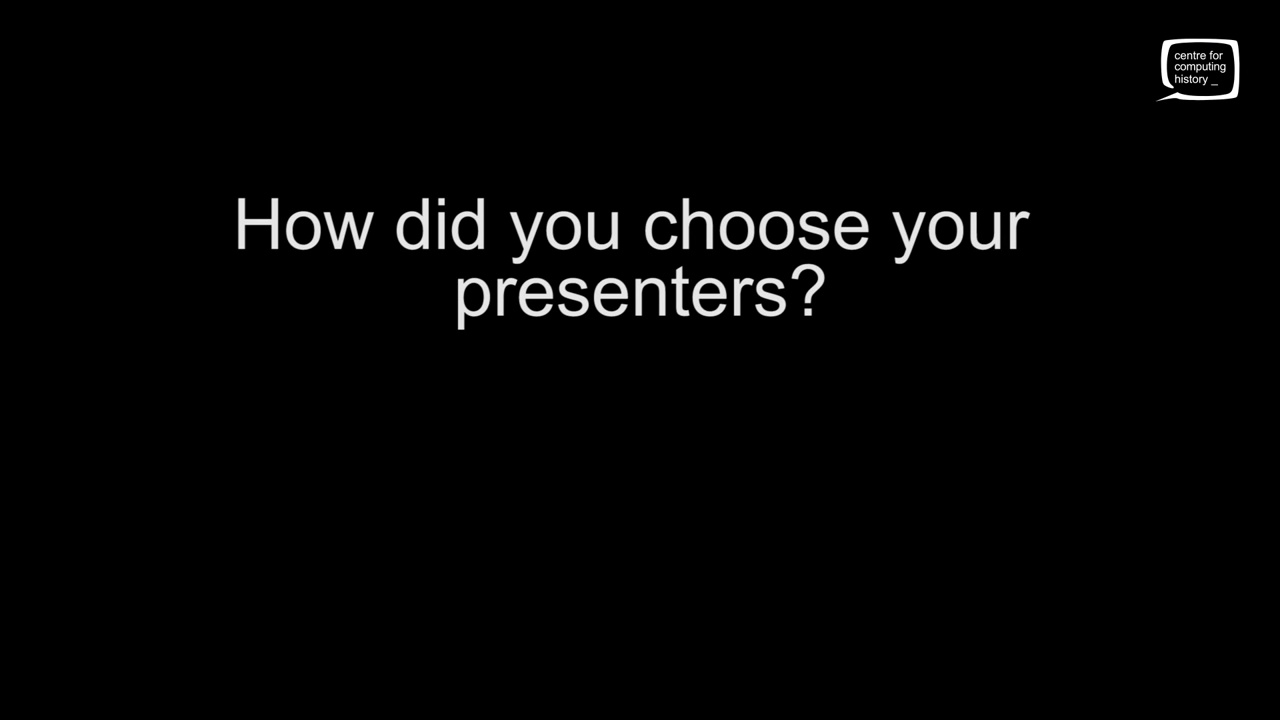 centre for
computing
history _
How did you choose your
presenters?